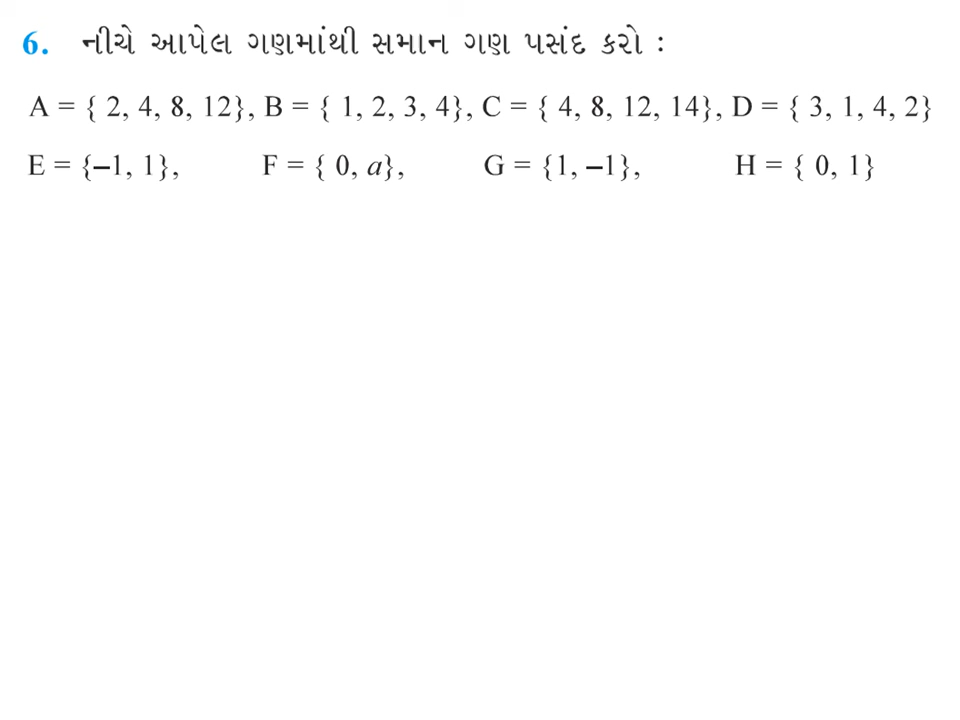 6. નીચે આપેલ ગણમાંથી સમાન ગણ પસંદ કરો :
A = { 2, 4, 8, 12}, B = { 1, 2, 3, 4}, C = { 4, 8, 12, 14}, D = { 3, 1, 4, 2}
E = {–1, 1}, F = { 0, a}, G = {1, –1}, H = { 0, 1}